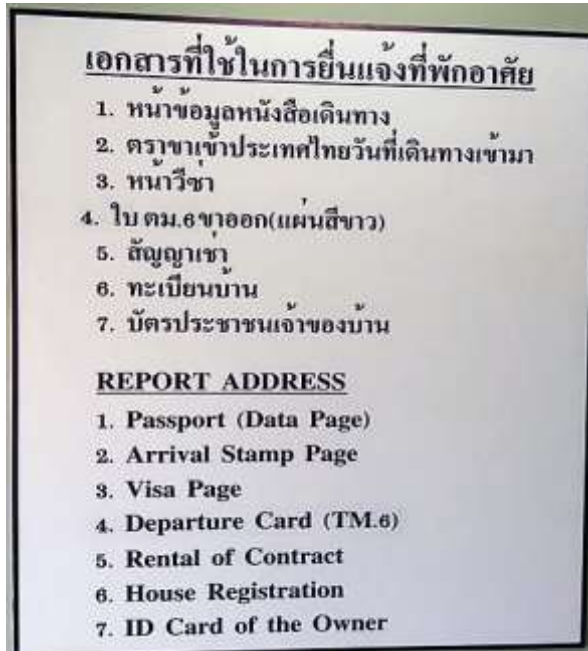 เอกสารที่ใช้ในการยื่นแจ้งที่พักอาศัย
1. หน้าข้อมูลหนังสือเดินทาง
2. ตราขาเข้าประเทศไทยวันที่เดินทางเข้ามา
3. หน้าวีซ่า
4. ใบ ตม.6 ขาออก(แผ่นสีขาว)
5. สัญญาเช่า
6. ทะเบียนบ้าน
7. บัตรประชาชนเจ้าของบ้าน
REPORT ADDRESS
1. Passport (Data Page)
2. Arrival Stamp Page
3. Visa Page
4. Departure Card (TM.6)
5. Rental of Contract
6. House Registration
7. ID Card of the Owner